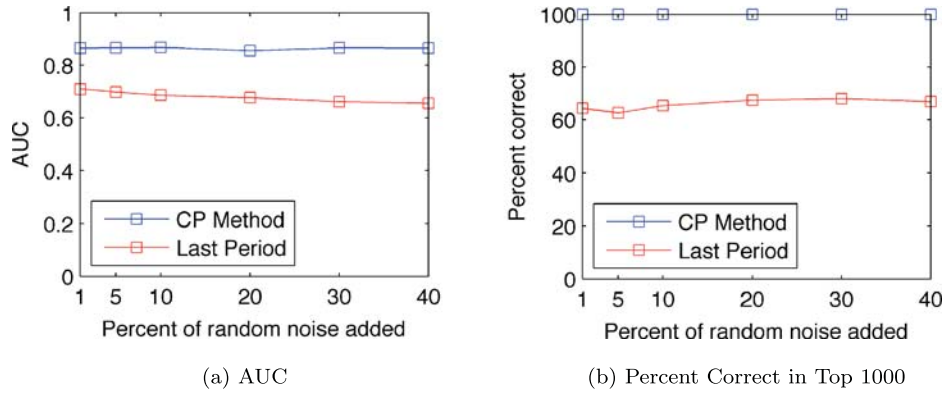 1
0.8
0.6
0.4
0.2
0
AUC
CP Method
Last Period
1 5 10 20 30 40
Percent of random noise added
(a) AUC
100
80
60
40
20
0
Percent correct
CP Method
Last Period
1 5 10 20 30 40
Percent of random noise added
(b) Percent Correct in Top 1000